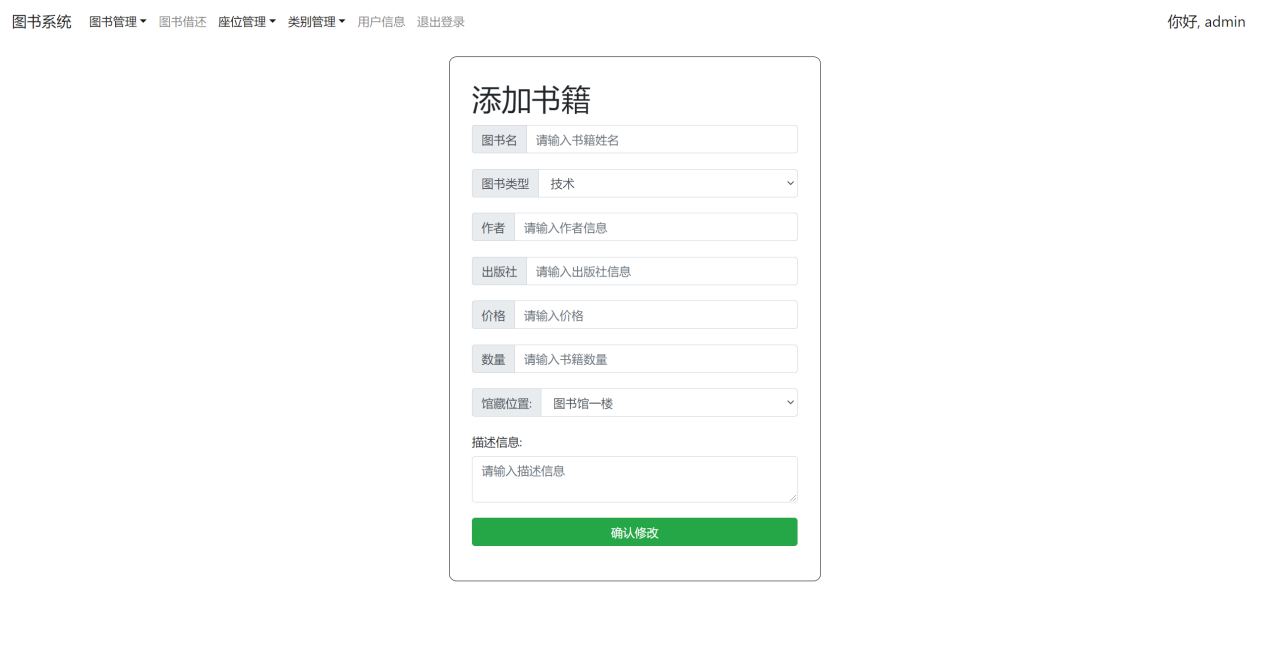 图书系统 图书管理 图书借还 座位管理 类别管理 用户信息 退出登录 你好, admin
添加书籍
图书名 请输入书籍姓名
图书类型 技术
作者 请输入作者信息
出版社 请输入出版社信息
价格 请输入价格
数量 请输入书籍数量
馆藏位置: 图书馆一楼
描述信息:
请输入描述信息
确认修改